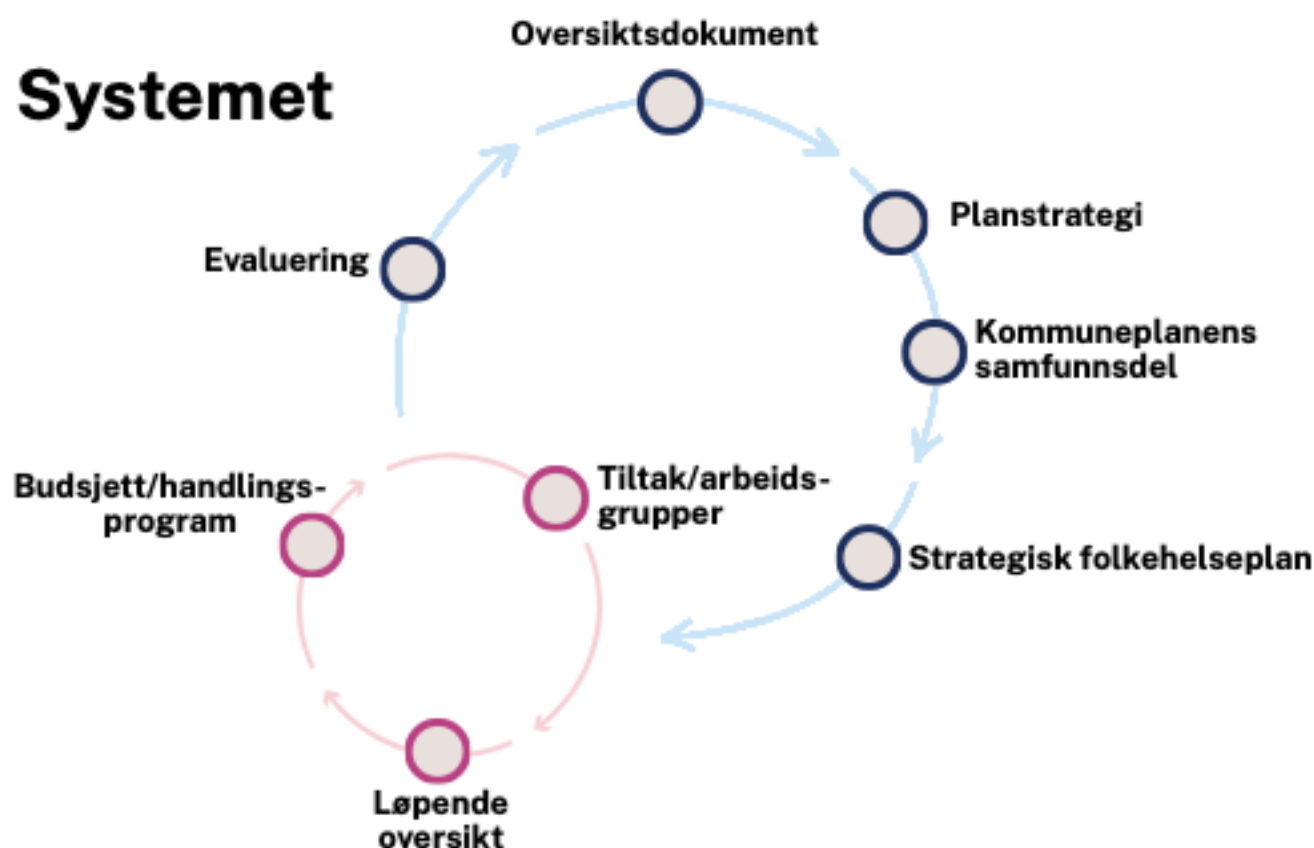 Systemet
Oversiktsdokument
Planstrategi
Evaluering
Kommuneplanens
samfunnsdel
Tiltak/arbeids-
grupper
Budsjett/handlings-
program
Strategisk folkehelseplan
Løpende
oversikt